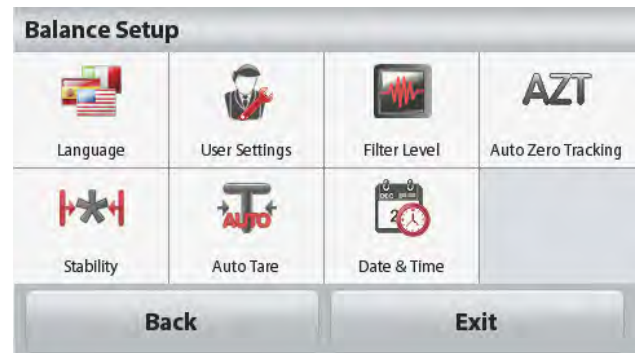 Balance Setup
AZT
Language
User Settings
Filter Level
Auto Zero Tracking
AUTO
Stability
Auto Tare
Date & Time
Back
Exit